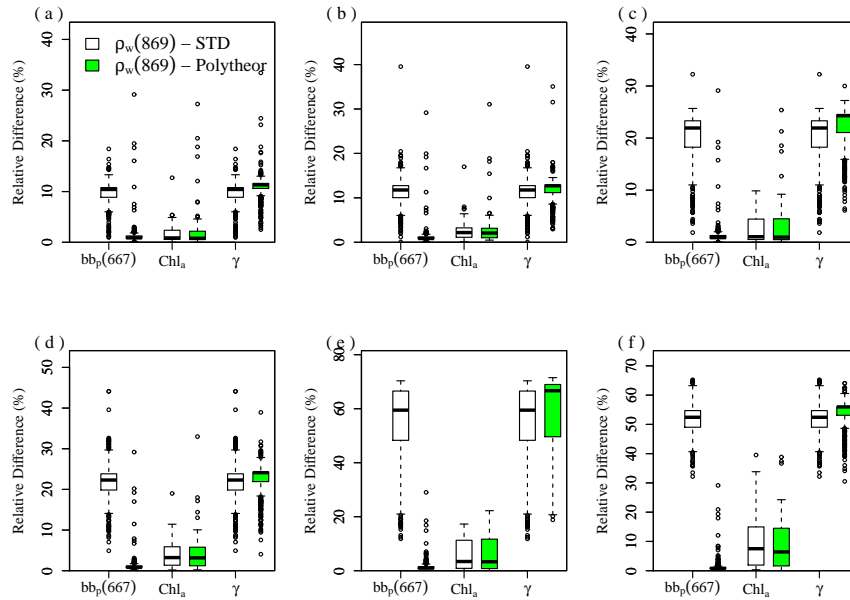 ( a )
Relative Difference (%)
0 10 20 30 40
ρw(869) – STD
ρw(869) – Polytheor
bbp(667) Chla γ
( b )
Relative Difference (%)
0 10 20 30 40 50
bbp(667) Chla γ
( c )
Relative Difference (%)
0 10 20 30 40
bbp(667) Chla γ
( d )
Relative Difference (%)
0 10 20 30 40 50
bbp(667) Chla γ
( e )
Relative Difference (%)
0 20 40 60 80
bbp(667) Chla γ
( f )
Relative Difference (%)
0 10 20 30 40 50 60 70
bbp(667) Chla γ